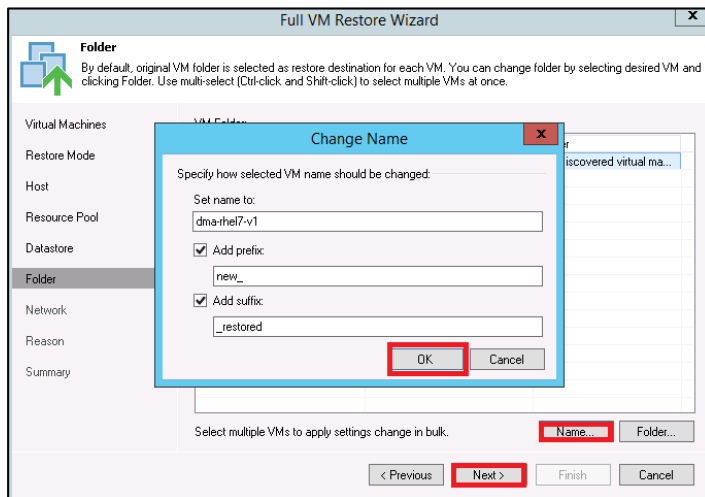 Full VM Restore Wizard
x
Folder
By default, original VM folder is selected as restore destination for each VM. You can change folder by selecting desired VM and
clicking Folder. Use multi-select (Ctrl-click and Shift-click) to select multiple VMs at once.
Virtual Machines
Restore Mode
Host
Resource Pool
Datastore
Folder
Network
Reason
Summary
Change Name
x
iscovered virtual ma...
Specify how selected VM name should be changed:
Set name to:
dma-rhel7-v1
Add prefix:
new_
Add suffix:
_restored
OK
Cancel
Select multiple VMs to apply settings change in bulk.
Name...
Folder...
< Previous
Next >
Finish
Cancel